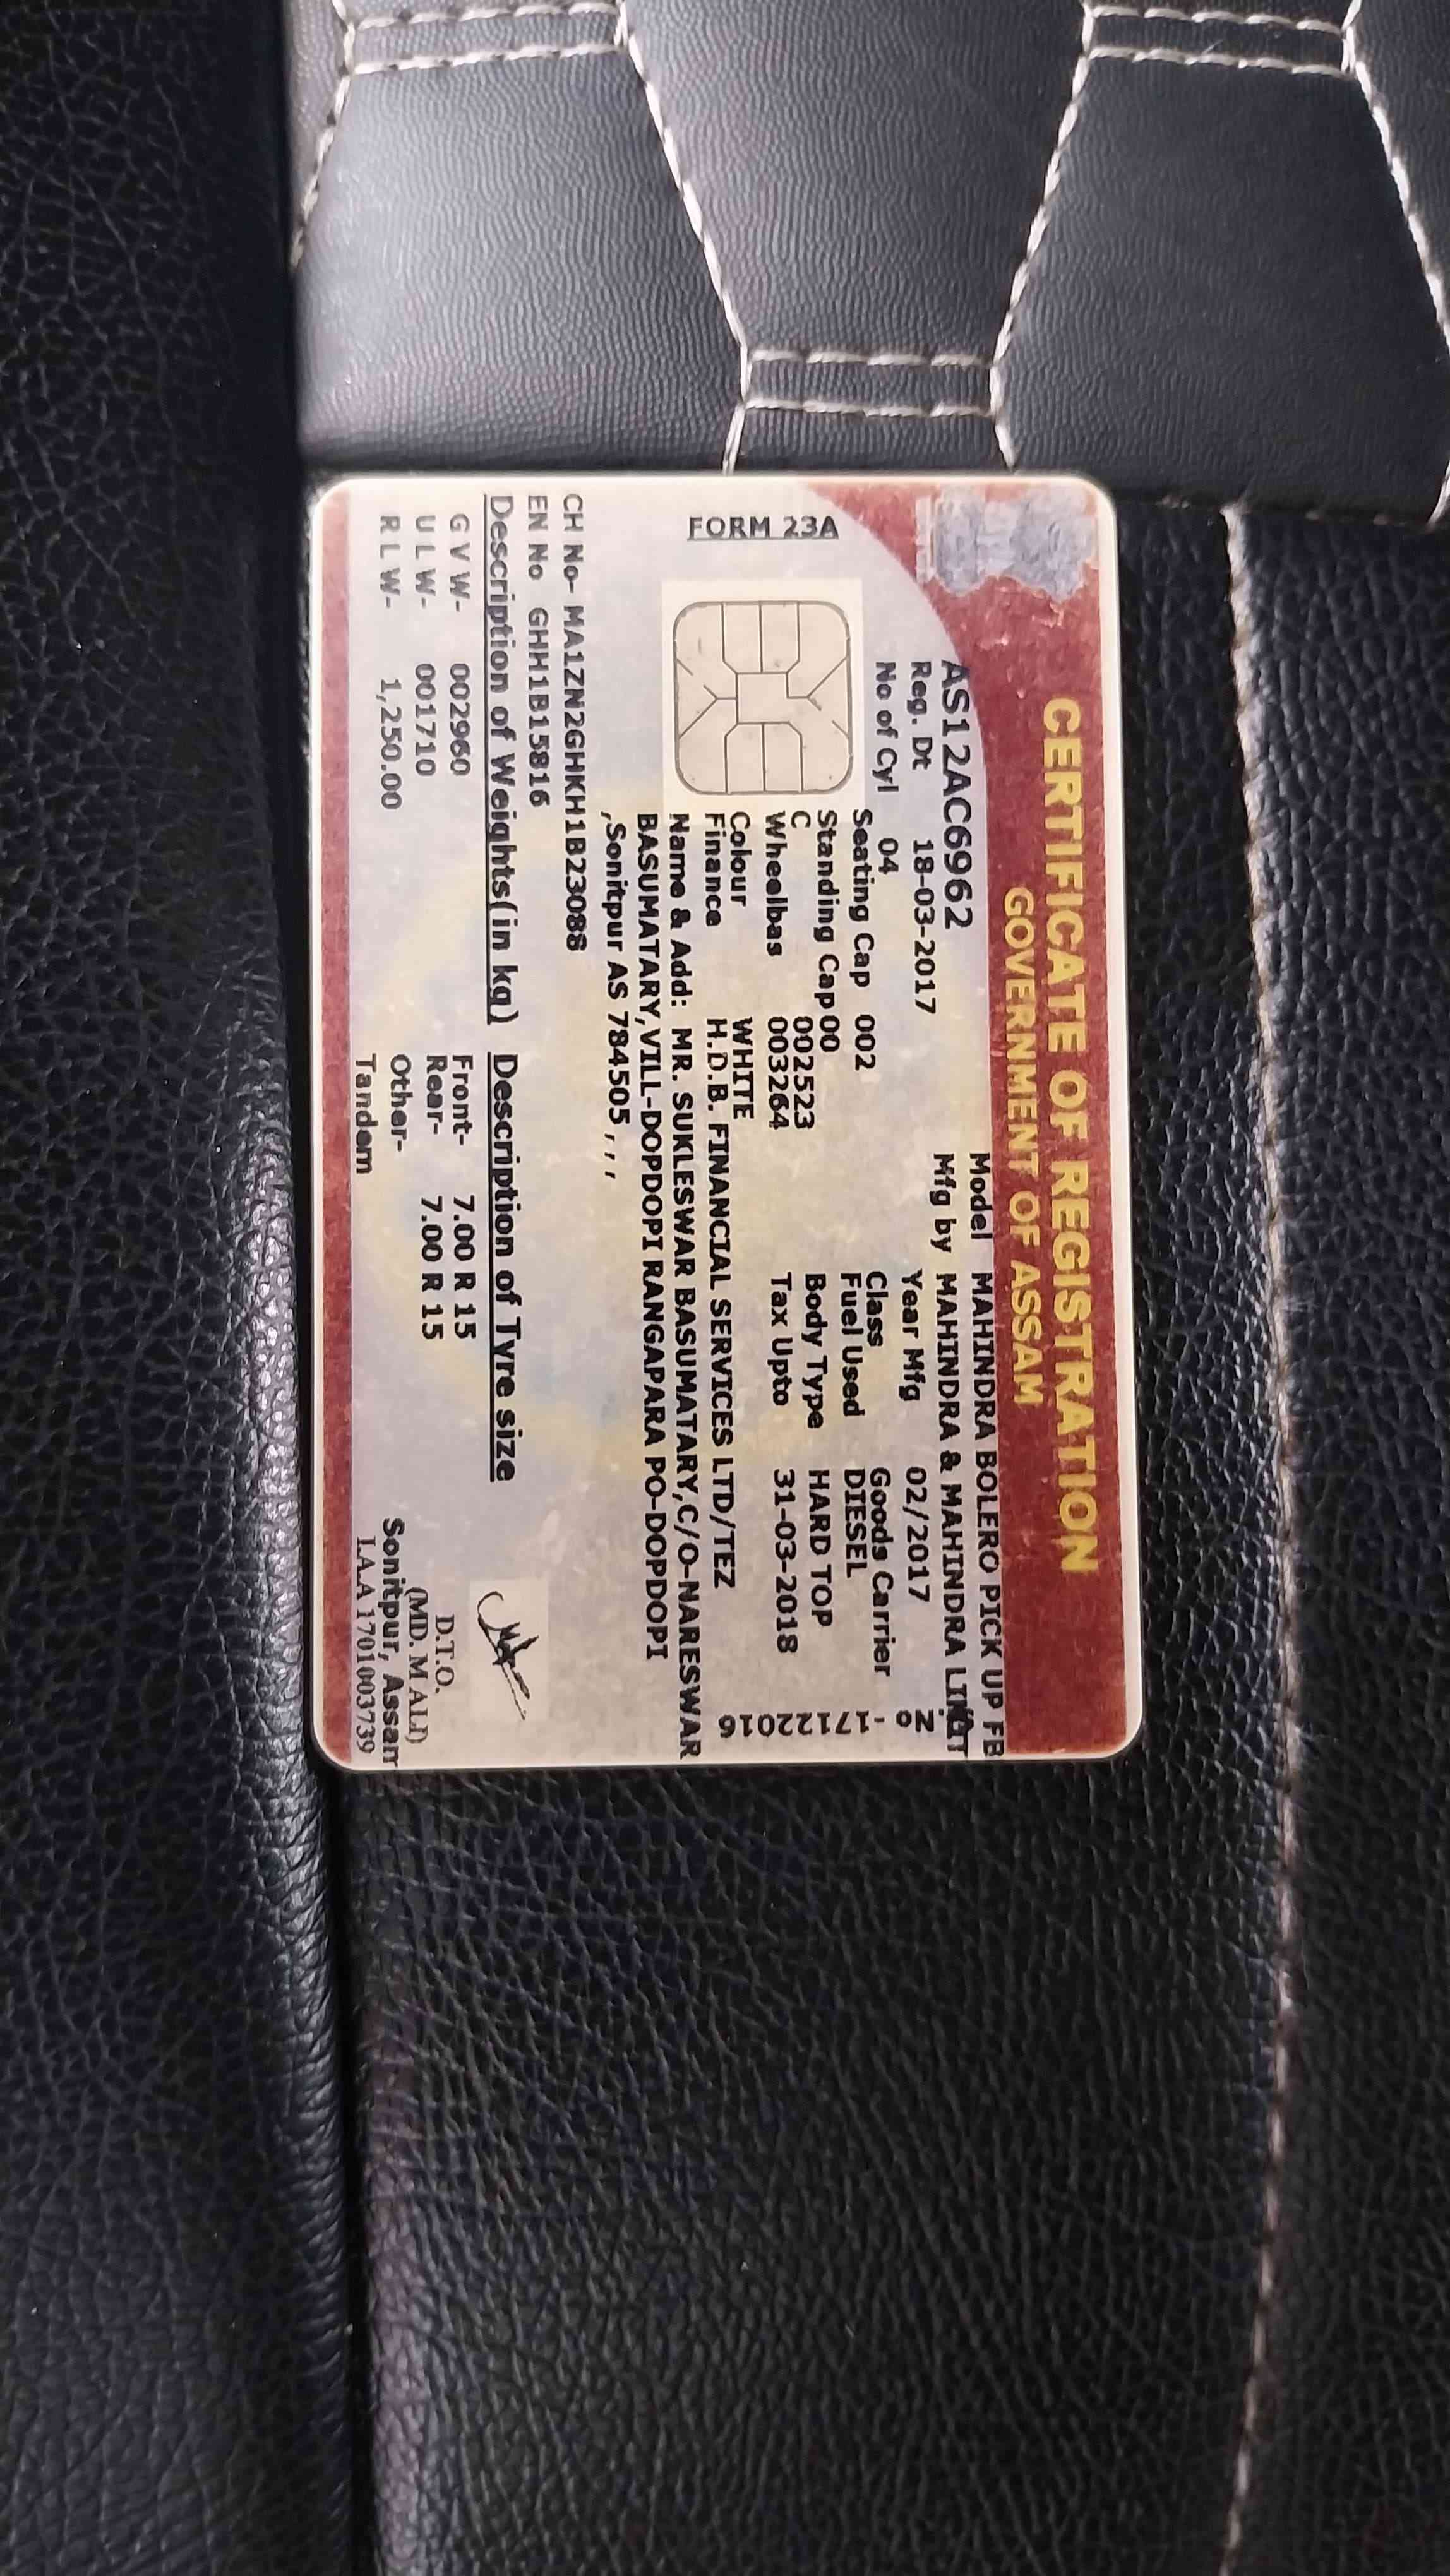 CERTIFICATE OF REGISTRATION
GOVERNMENT OF ASSAM
AS12AC6962
Model MAHINDRA BOLERO PICK UP FB
Reg. Dt 18-03-2017
Mfg by MAHINDRA & MAHINDRA LIMIT
No of Cyl 04
Year Mfg 02/2017
Seating Cap 002
Class Goods Carrier
Standing Cap 00
Fuel Used DIESEL
C C 002523
Body Type HARD TOP
Wheelbas 003264
Tax Upto 31-03-2018
Colour WHITE
Finance H.D.B. FINANCIAL SERVICES LTD/TEZ
Name & Add: MR. SUKLESWAR BASUMATARY,C/O-NARESWAR
BASUMATARY,VILL-DOPDOPI RANGAPARA PO-DOPDOPI
,Sonitpur AS 784505 , , ,
FORM 23A
CH No- MA1ZN2GHKH1B23088
EN No GHH1B15816
Description of Weights(in kg) Description of Tyre size
G V W- 002960 Front- 7.00 R 15
U L W- 001710 Rear- 7.00 R 15
R L W- 1,250.00 Other-
Tandem
D.T.O.
(MD. M ALI)
Sonitpur, Assam
I.A.A 1701003739